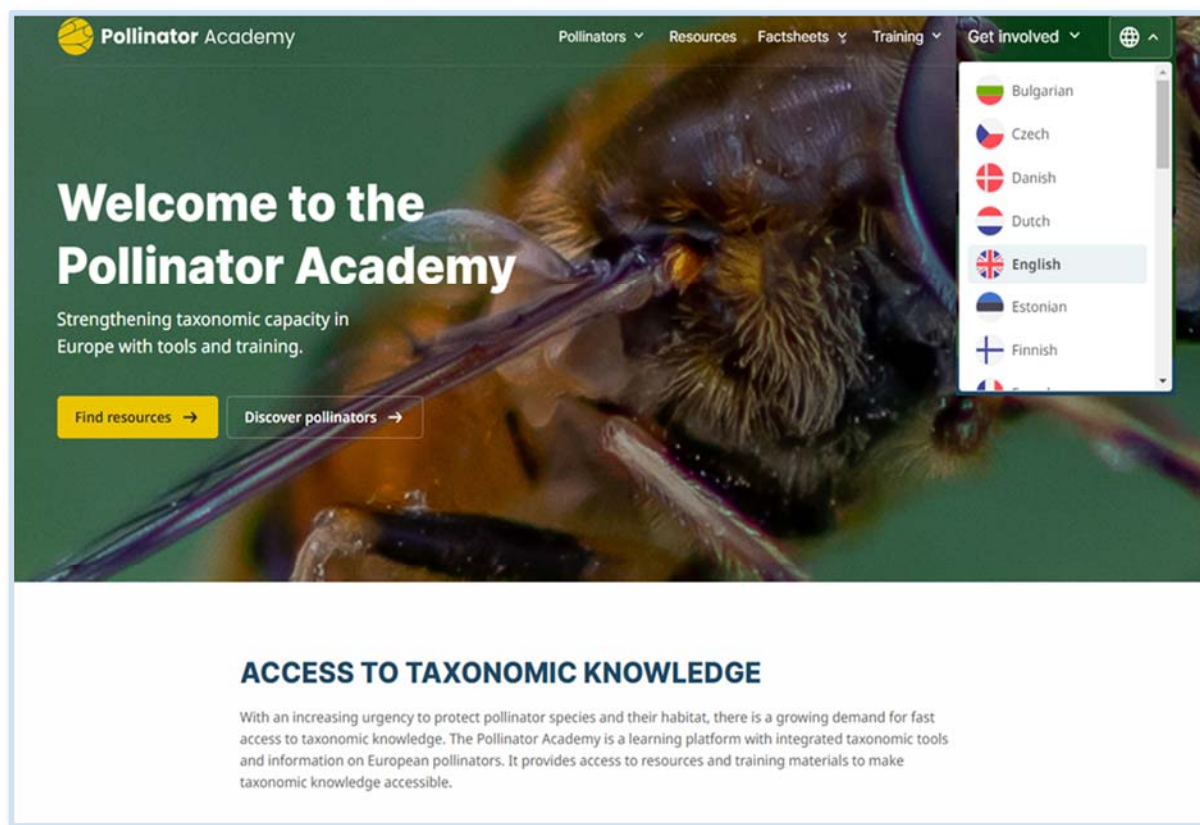 Pollinator Academy
Pollinators
Resources
Factsheets
Training
Get involved
Bulgarian
Czech
Danish
Dutch
English
Estonian
Finnish
Welcome to the
Pollinator Academy
Strengthening taxonomic capacity in
Europe with tools and training.
Find resources →
Discover pollinators →
ACCESS TO TAXONOMIC KNOWLEDGE
With an increasing urgency to protect pollinator species and their habitat, there is a growing demand for fast
access to taxonomic knowledge. The Pollinator Academy is a learning platform with integrated taxonomic tools
and information on European pollinators. It provides access to resources and training materials to make
taxonomic knowledge accessible.